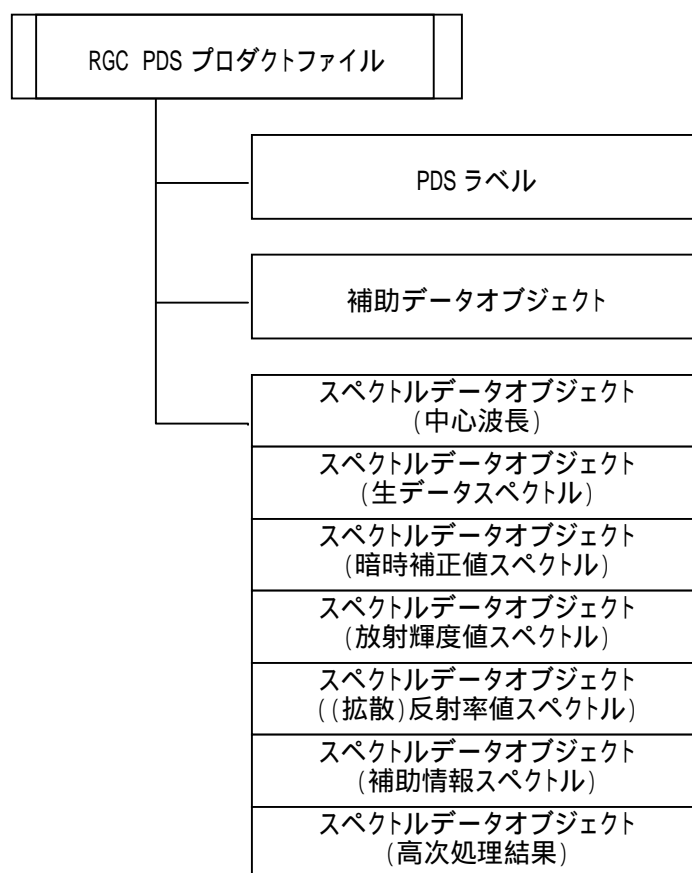 RGC PDS プロダクトファイル
PDS ラベル
補助データオブジェクト
スペクトルデータオブジェクト
(中心波長)
スペクトルデータオブジェクト
(生データスペクトル)
スペクトルデータオブジェクト
(暗時補正値スペクトル)
スペクトルデータオブジェクト
(放射輝度値スペクトル)
スペクトルデータオブジェクト
((拡散)反射率値スペクトル)
スペクトルデータオブジェクト
(補助情報スペクトル)
スペクトルデータオブジェクト
(高次処理結果)